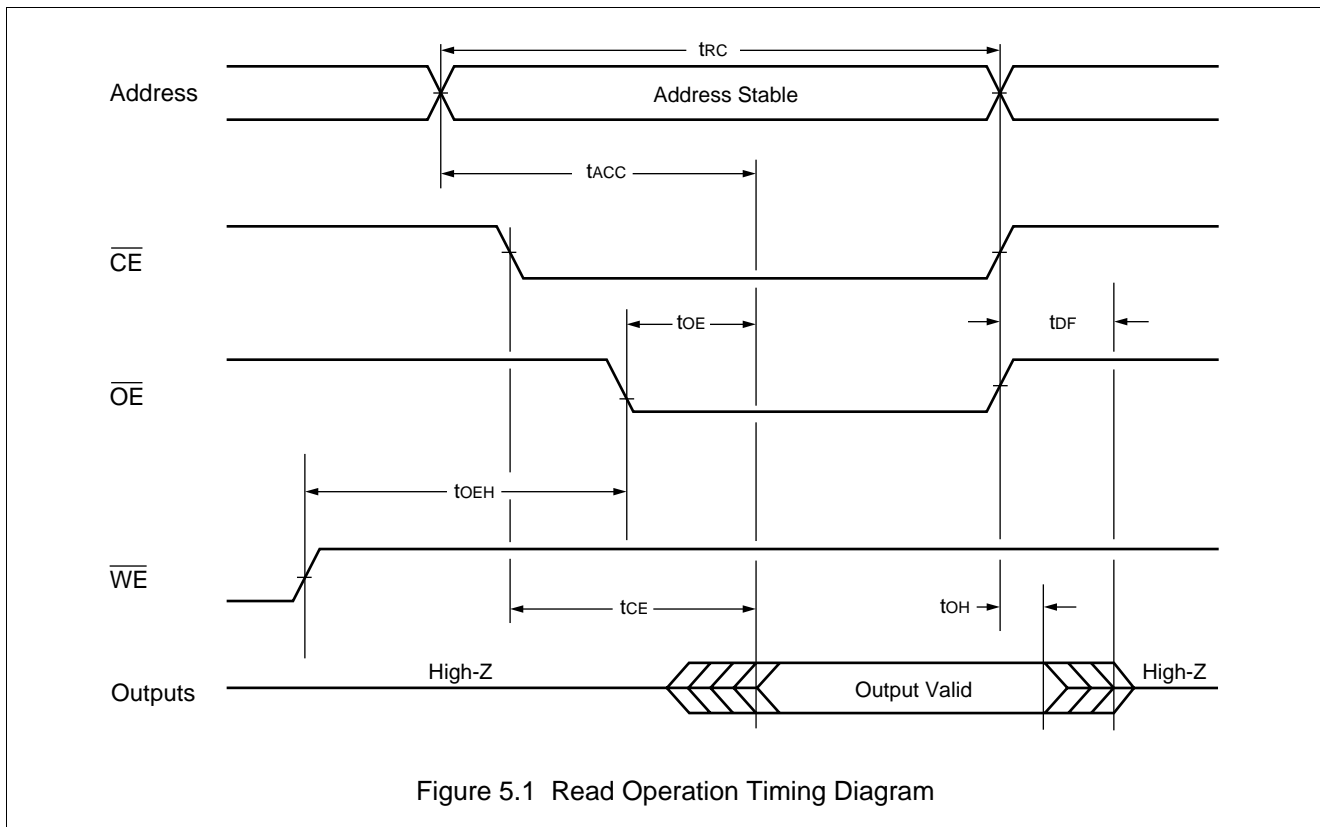 tRC
Address
Address Stable
tACC
CE
tOE
tDF
OE
tOEH
WE
tCE
tOH
Outputs
High-Z
Output Valid
High-Z
Figure 5.1 Read Operation Timing Diagram